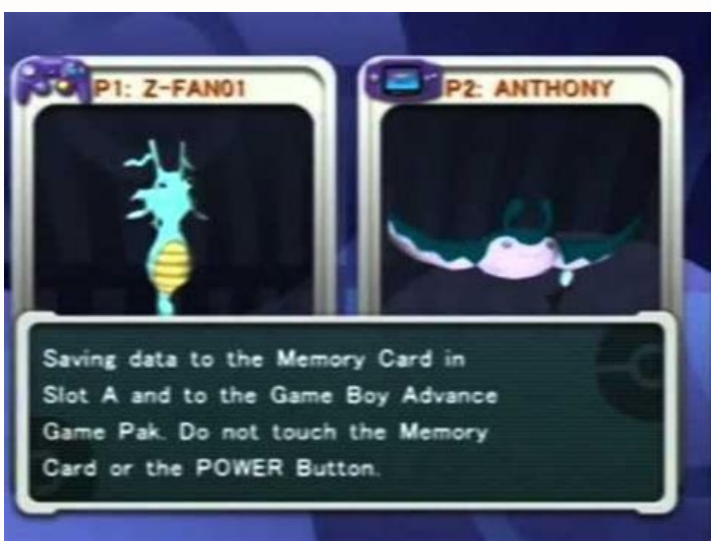 P1: Z-FAN01
P2: ANTHONY
Saving data to the Memory Card in
Slot A and to the Game Boy Advance
Game Pak. Do not touch the Memory
Card or the POWER Button.